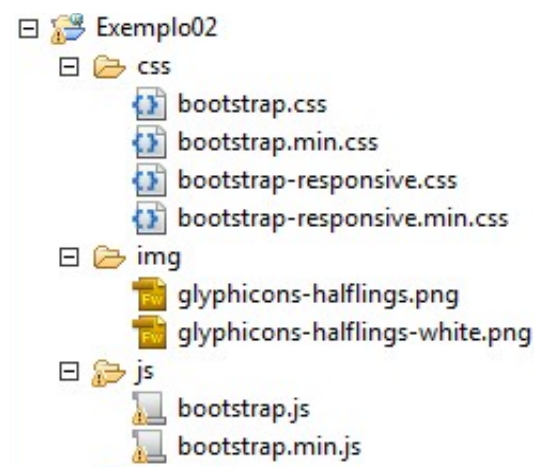 Exemplo02
css
bootstrap.css
bootstrap.min.css
bootstrap-responsive.css
bootstrap-responsive.min.css
img
glyphicons-halflings.png
glyphicons-halflings-white.png
js
bootstrap.js
bootstrap.min.js